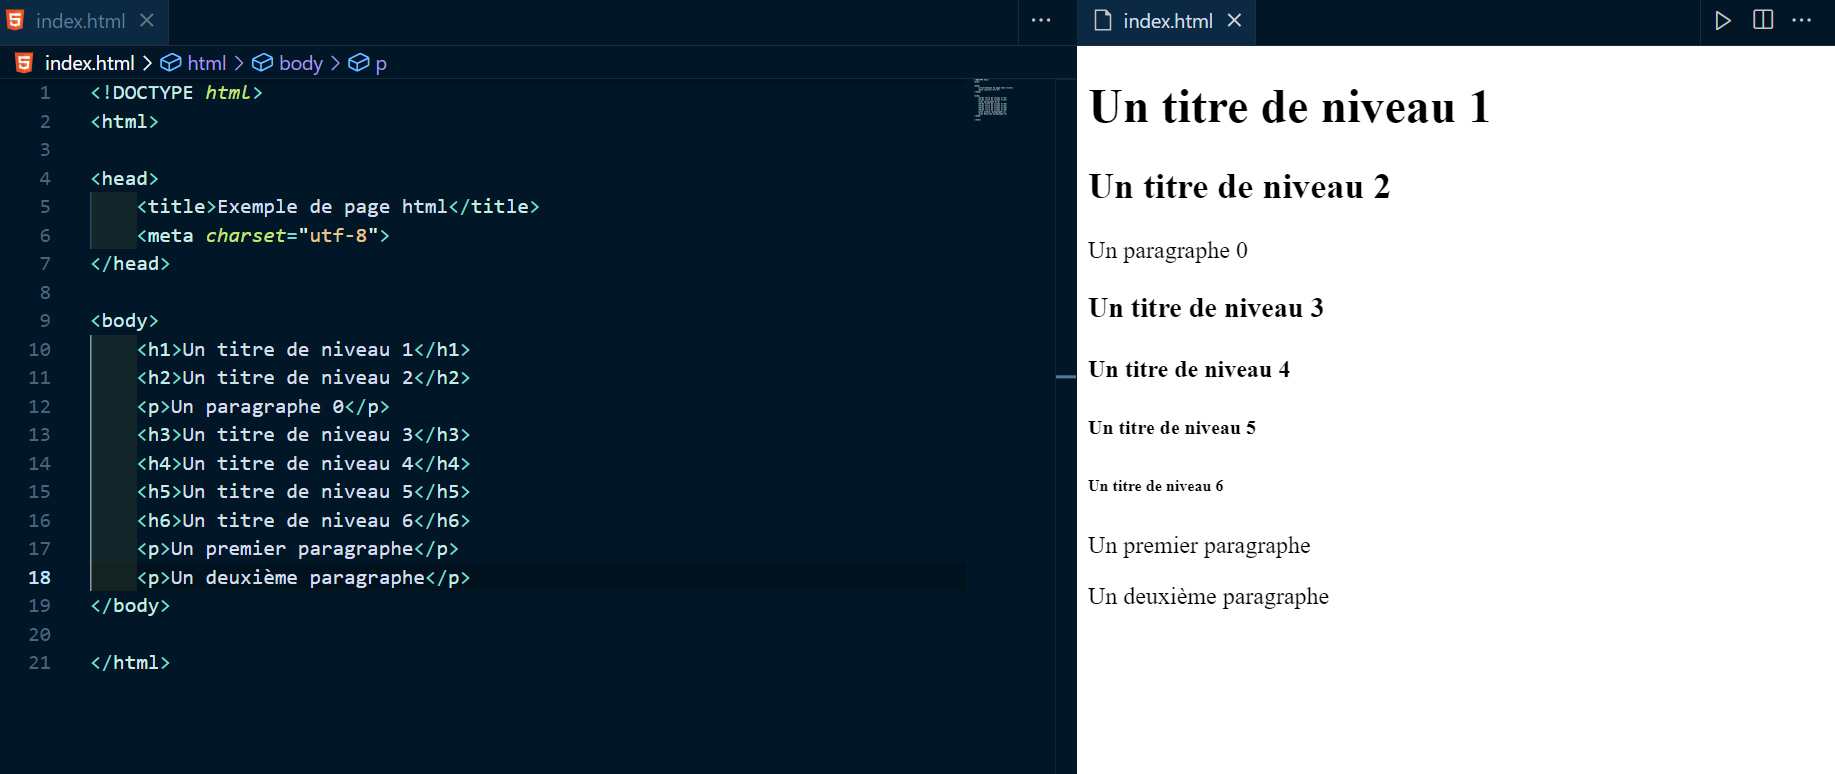 index.html
index.html > html > body > p
1 <!DOCTYPE html>
2 <html>
3
4 <head>
5 <title>Exemple de page html</title>
6 <meta charset="utf-8">
7 </head>
8
9 <body>
10 <h1>Un titre de niveau 1</h1>
11 <h2>Un titre de niveau 2</h2>
12 <p>Un paragraphe 0</p>
13 <h3>Un titre de niveau 3</h3>
14 <h4>Un titre de niveau 4</h4>
15 <h5>Un titre de niveau 5</h5>
16 <h6>Un titre de niveau 6</h6>
17 <p>Un premier paragraphe</p>
18 <p>Un deuxième paragraphe</p>
19 </body>
20
21 </html>
index.html
Un titre de niveau 1
Un titre de niveau 2
Un paragraphe 0
Un titre de niveau 3
Un titre de niveau 4
Un titre de niveau 5
Un titre de niveau 6
Un premier paragraphe
Un deuxième paragraphe